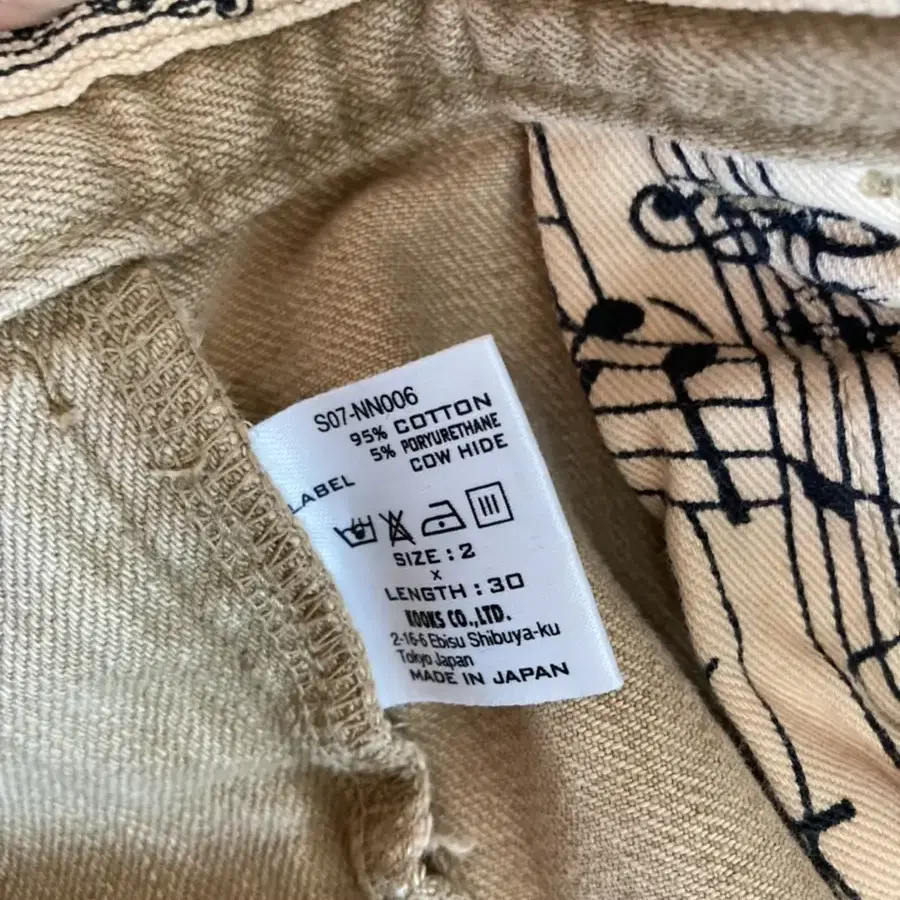 S07-NN006
95% COTTON
5% PORYURETHANE
COW HIDE
LABEL
SIZE : 2
x
LENGTH : 30
KOOKS CO.,LTD.
2-16-6 Ebisu Shibuya-ku
Tokyo Japan
MADE IN JAPAN